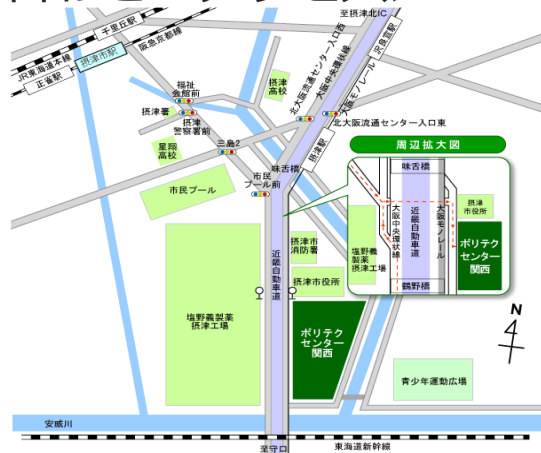 至摂津北IC
千里丘駅
摂津市駅
阪急京都線
JR東海道本線
正雀駅
沢良宜駅
北大阪流通センター入口西
大阪中央環状線
大阪モノレール
福祉
会館前
摂津
高校
摂津署
摂津
警察署前
北大阪流通センター入口東
星翔
高校
三島2
味舌橋
摂津駅
市民
プール前
市民プール
周辺拡大図
味舌橋
大阪中央環状線
近畿自動車道
大阪モノレール
摂津
市役所
ポリテク
センター
関西
鶴野橋
塩野義
製薬
摂津工場
近畿自動車道
摂津市
消防署
摂津市役所
塩野義製薬
摂津工場
ポリテク
センター
関西
N
青少年運動広場
安威川
東海道新幹線
至守口